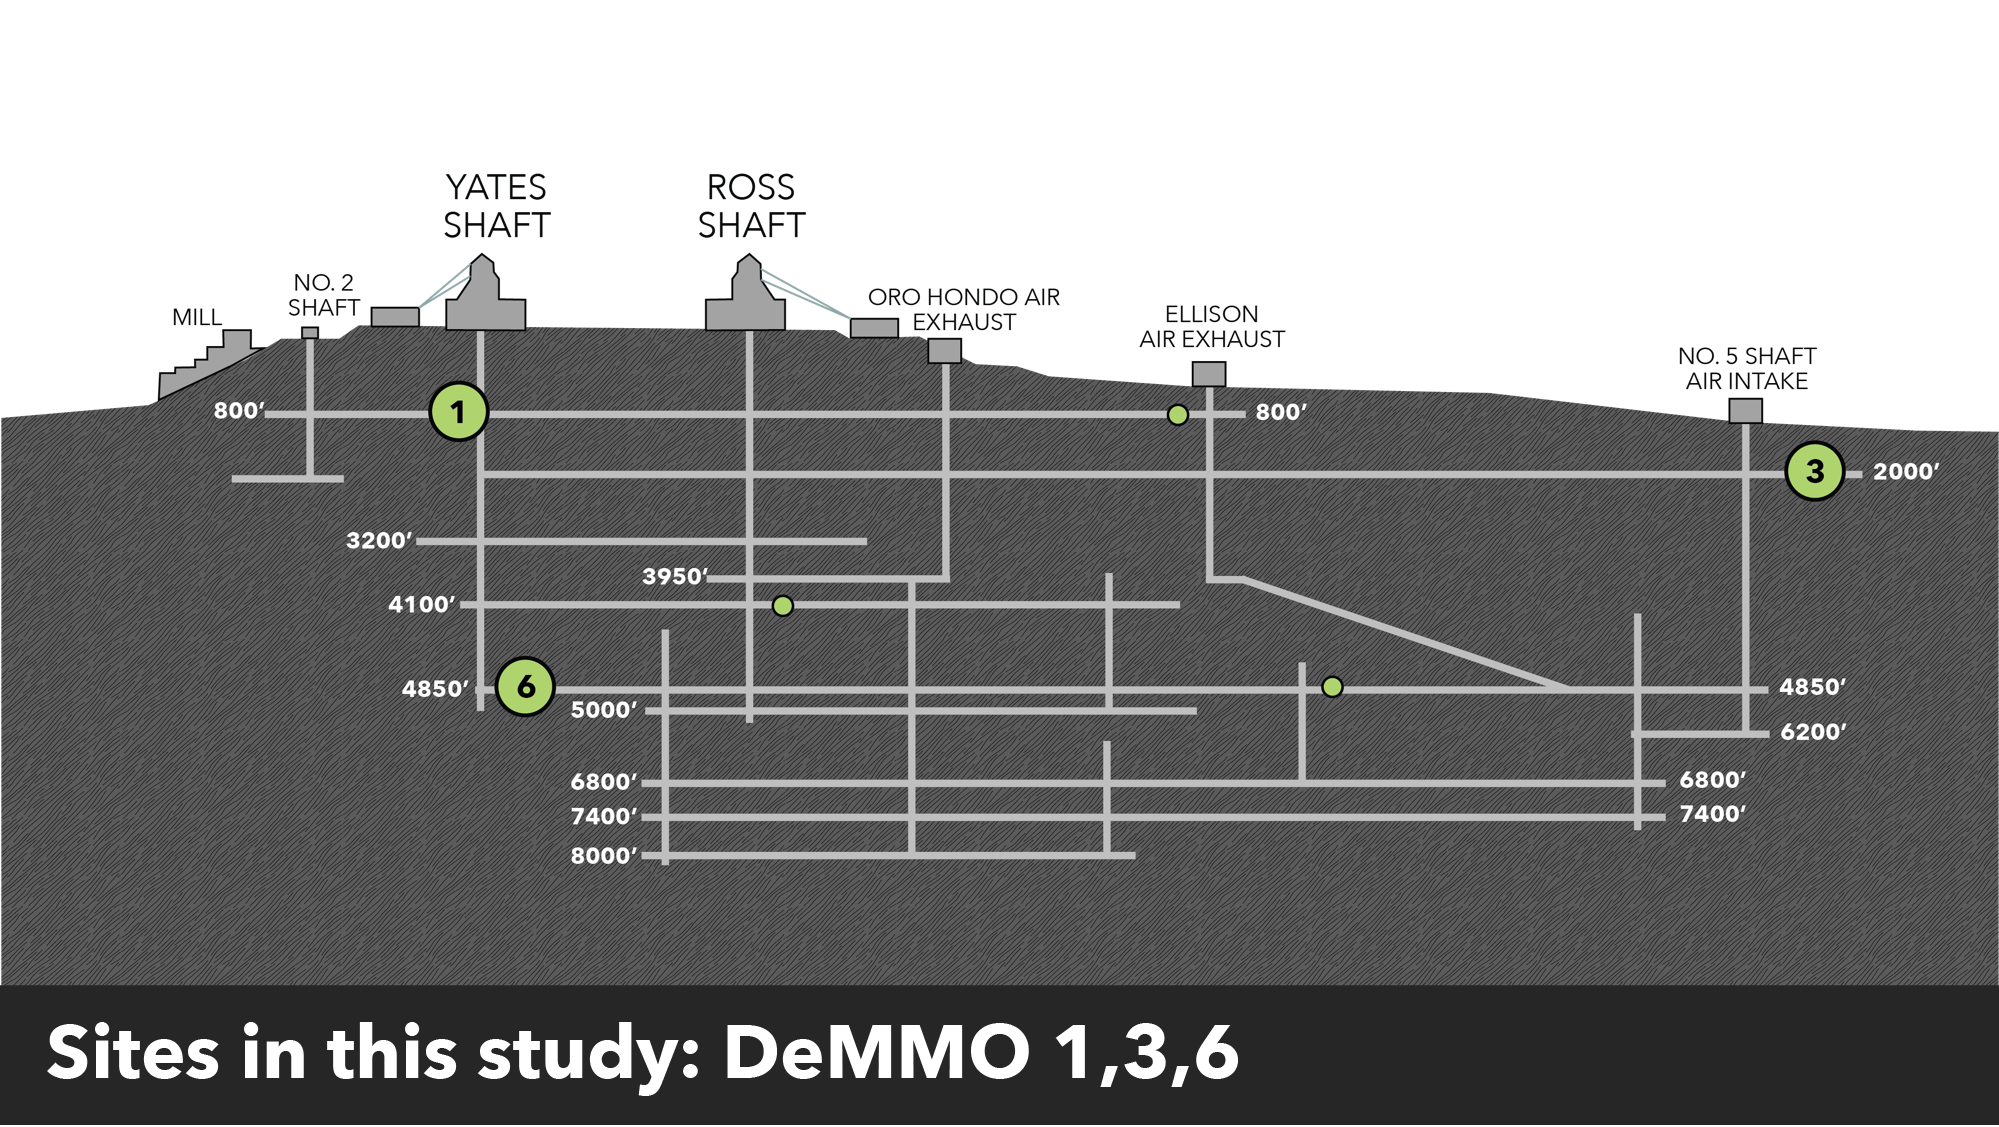 YATES
SHAFT
ROSS
SHAFT
NO. 2
SHAFT
MILL
ORO HONDO AIR
EXHAUST
ELLISON
AIR EXHAUST
NO. 5 SHAFT
AIR INTAKE
800’
1
800’
3
2000’
3200’
3950’
4100’
4850’
6
4850’
5000’
6200’
6800’
6800’
7400’
7400’
8000’
Sites in this study: DeMMO 1,3,6